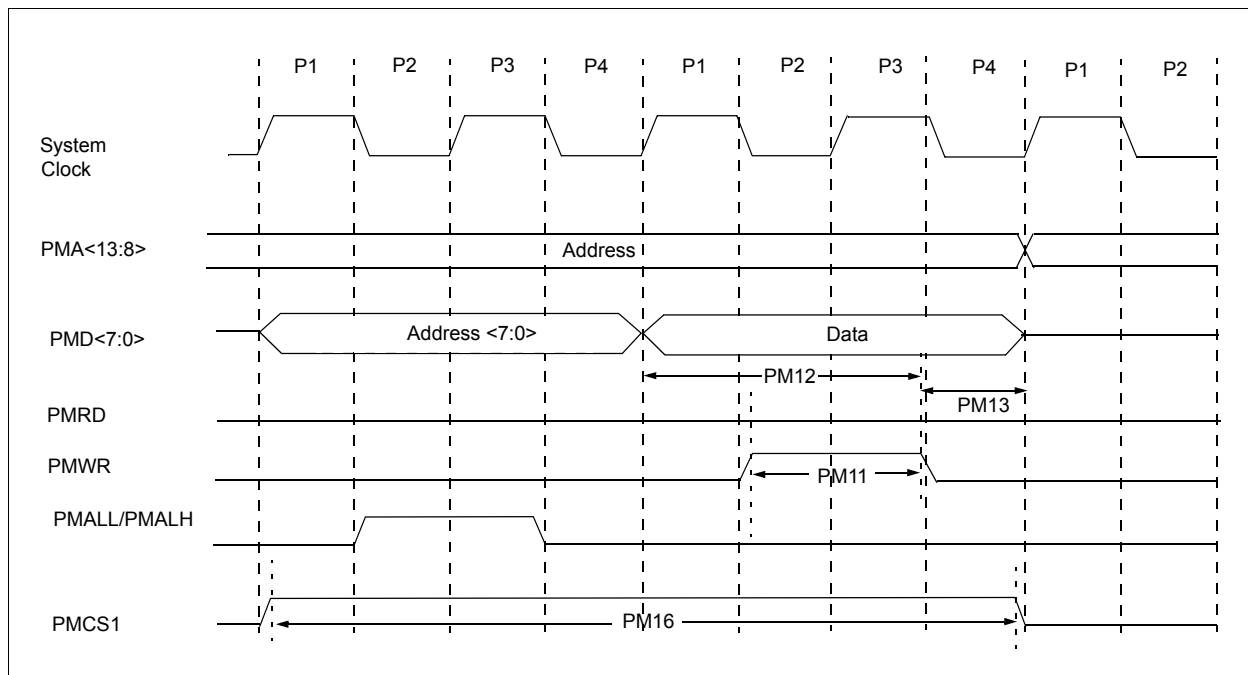 P1 P2 P3 P4 P1 P2 P3 P4 P1 P2
System
Clock
PMA<13:8>
Address
PMD<7:0>
Address <7:0>
Data
PM12
PM13
PMRD
PMWR
PM11
PMALL/PMALH
PMCS1
PM16